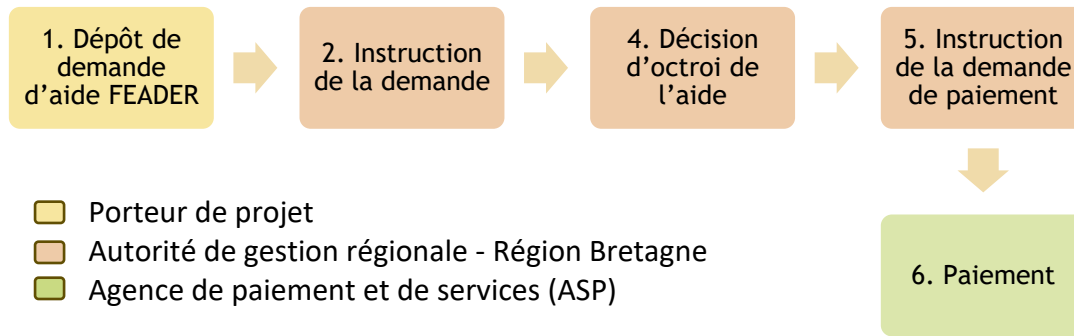 1. Dépôt de
demande
d’aide FEADER
2. Instruction
de la demande
4. Décision
d’octroi de
l’aide
5. Instruction
de la demande
de paiement
Porteur de projet
Autorité de gestion régionale - Région Bretagne
Agence de paiement et de services (ASP)
6. Paiement